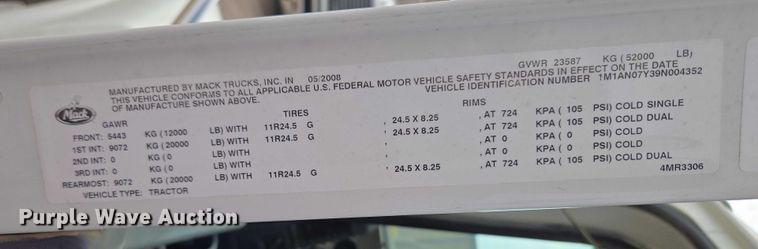 MANUFACTURED BY MACK TRUCKS, INC. IN 05/2008 GVWR 23587 KG ( 52000 LB)
THIS VEHICLE CONFORMS TO ALL APPLICABLE U.S. FEDERAL MOTOR VEHICLE SAFETY STANDARDS IN EFFECT ON THE DATE
OF MANUFACTURE SHOWN ABOVE. VEHICLE IDENTIFICATION NUMBER 1M1AN07Y39N004352
Mack
GAWR TIRES RIMS
FRONT: 5443 KG (12000 LB) WITH 11R24.5 G , 24.5 X 8.25 , AT 724 KPA ( 105 PSI) COLD SINGLE
1ST INT: 9072 KG (20000 LB) WITH 11R24.5 G , 24.5 X 8.25 , AT 724 KPA ( 105 PSI) COLD DUAL
2ND INT: 0 KG ( 0 LB) WITH , , AT 0 KPA ( 0 PSI) COLD
3RD INT: 0 KG ( 0 LB) WITH , , AT 0 KPA ( 0 PSI) COLD
REARMOST: 9072 KG (20000 LB) WITH 11R24.5 G , 24.5 X 8.25 , AT 724 KPA ( 105 PSI) COLD DUAL
VEHICLE TYPE: TRACTOR 4MR3306
Purple Wave Auction